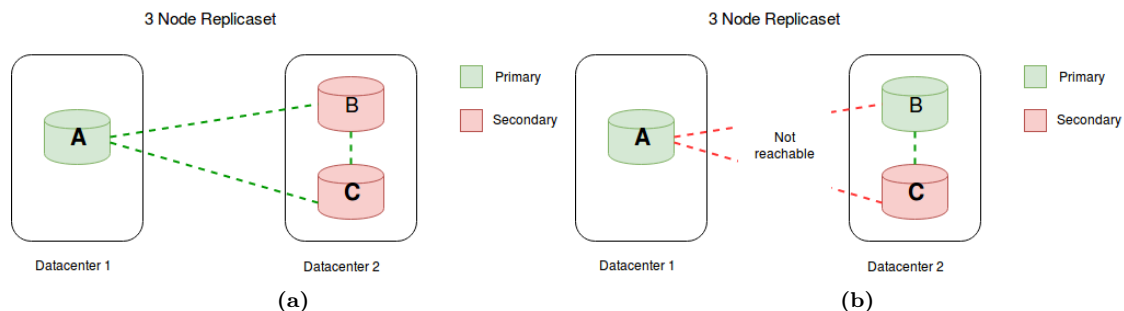 3 Node Replicaset
A
B
C
Datacenter 1
Datacenter 2
Primary
Secondary
(a)
3 Node Replicaset
A
Not
reachable
B
C
Datacenter 1
Datacenter 2
Primary
Secondary
(b)